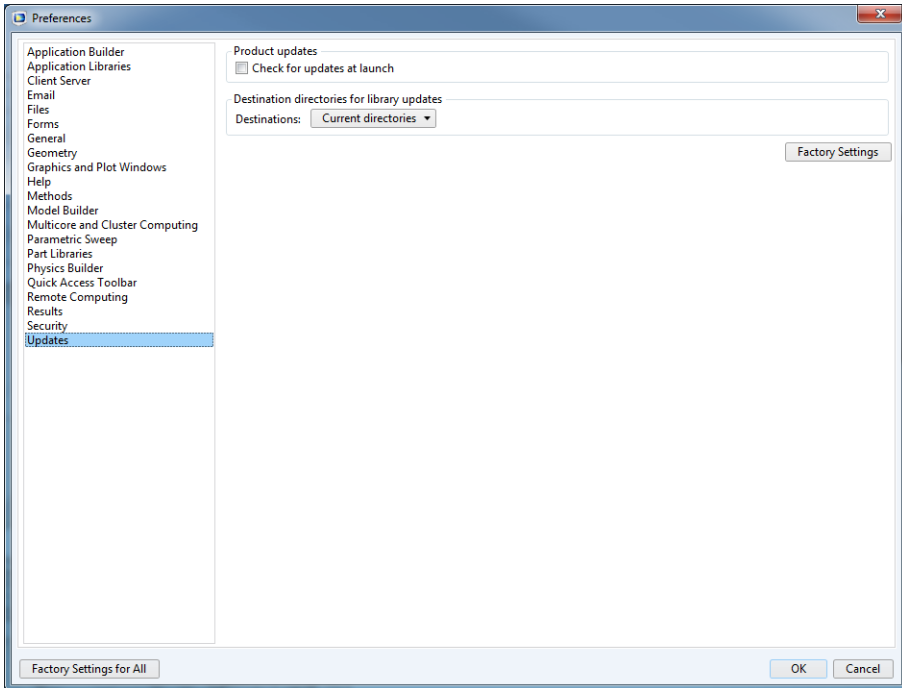 Preferences
Application Builder
Application Libraries
Client Server
Email
Files
Forms
General
Geometry
Graphics and Plot Windows
Help
Methods
Model Builder
Multicore and Cluster Computing
Parametric Sweep
Part Libraries
Physics Builder
Quick Access Toolbar
Remote Computing
Results
Security
Updates
Product updates
Check for updates at launch
Destination directories for library updates
Destinations: Current directories
Factory Settings
Factory Settings for All
OK Cancel